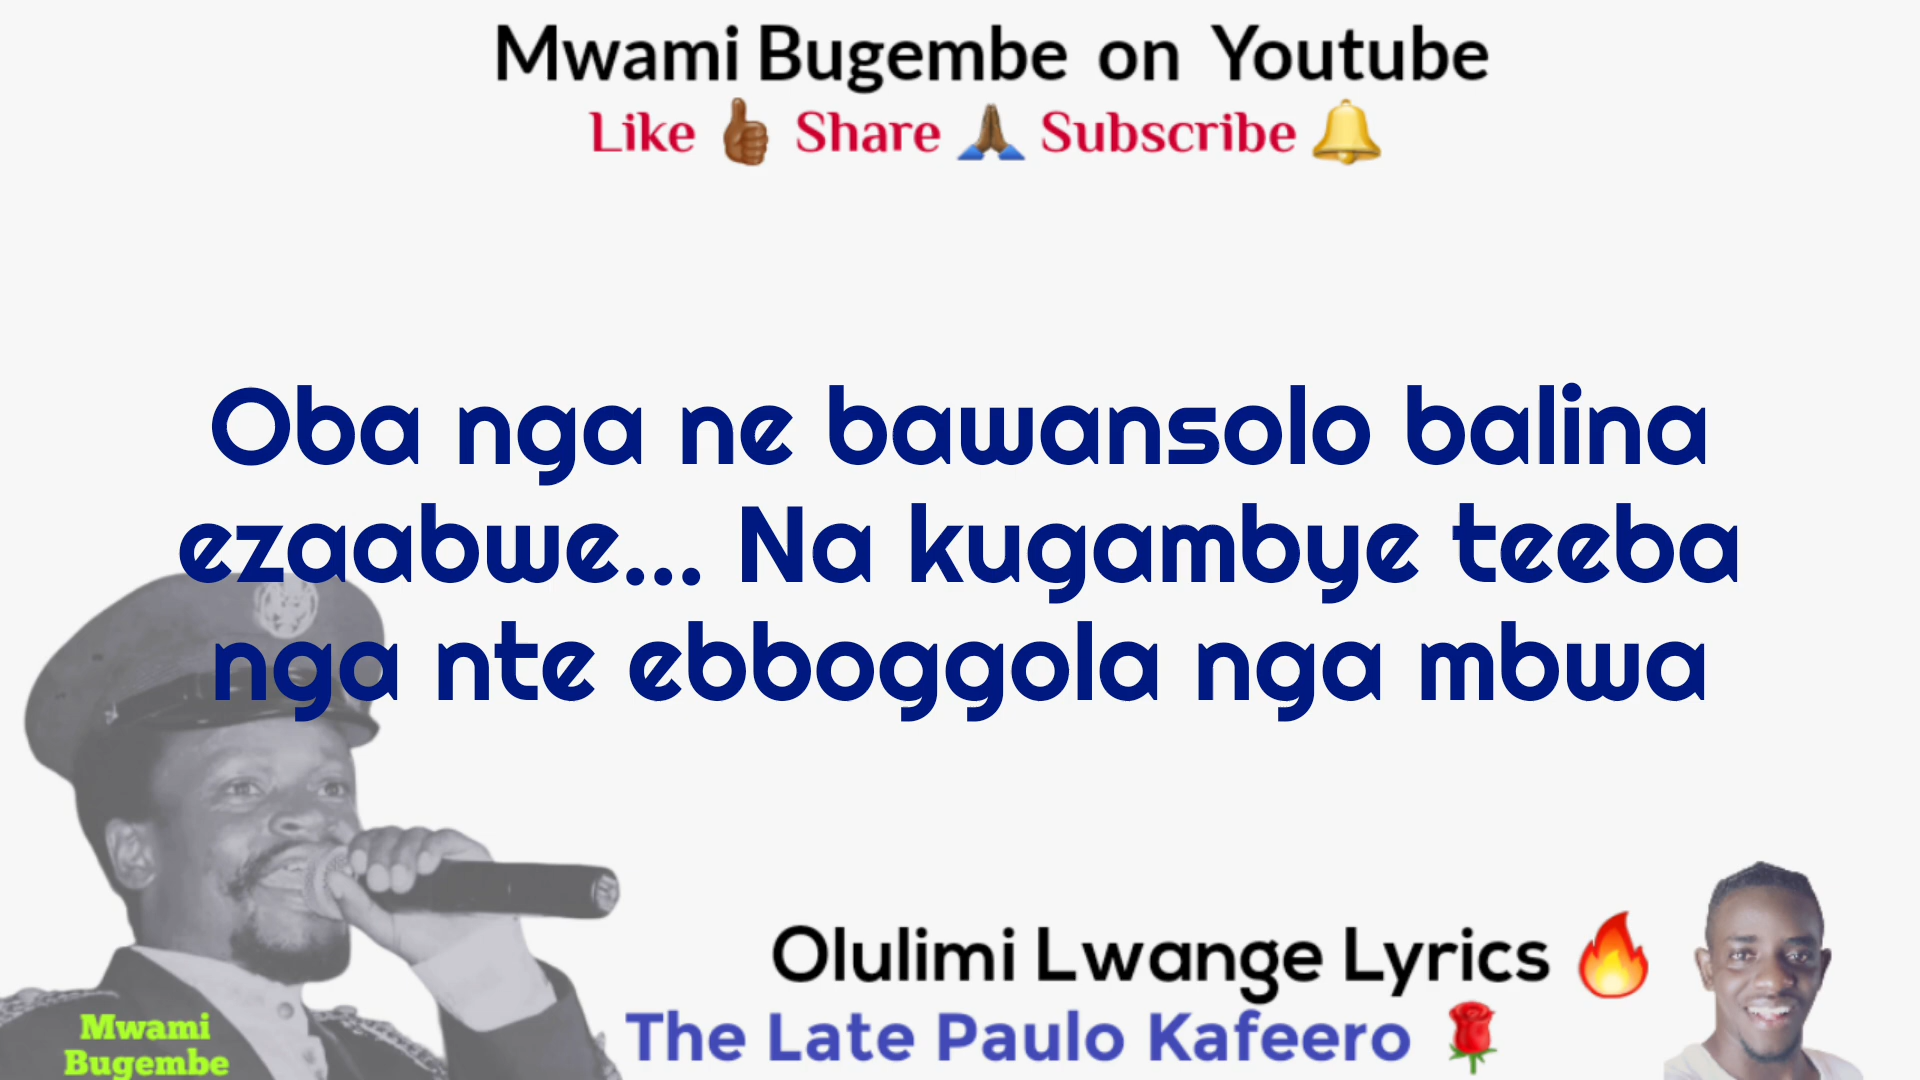 Mwami Bugembe on Youtube
Like 👍🏾 Share 🙏🏾 Subscribe 🔔
Oba nga ne bawansolo balina
ezaabwe... Na kugambye teeba
nga nte ebboggola nga mbwa
Olulimi Lwange Lyrics 🔥
The Late Paulo Kafeero 🌹
Mwami
Bugembe